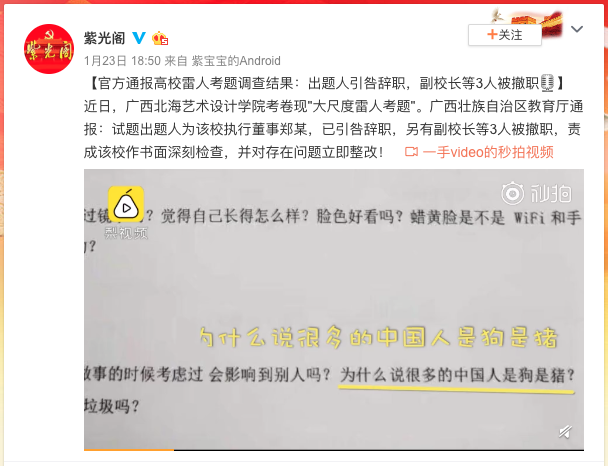 紫光阁
紫光阁
+关注
1月23日 18:50 来自 紫宝宝的Android
【官方通报高校雷人考题调查结果：出题人引咎辞职，副校长等3人被撤职】
近日，广西北海艺术设计学院考卷现"大尺度雷人考题"。广西壮族自治区教育厅通
报：试题出题人为该校执行董事郑某，已引咎辞职，另有副校长等3人被撤职，责
成该校作书面深刻检查，并对存在问题立即整改！ 一手video的秒拍视频
秒拍
梨视频
过镜 ？觉得自己长得怎么样？脸色好看吗？蜡黄脸是不是 WiFi 和手
？
为什么说很多的中国人是狗是猪
做事的时候考虑过 会影响到别人吗？为什么说很多的中国人是狗是猪？
垃圾吗？